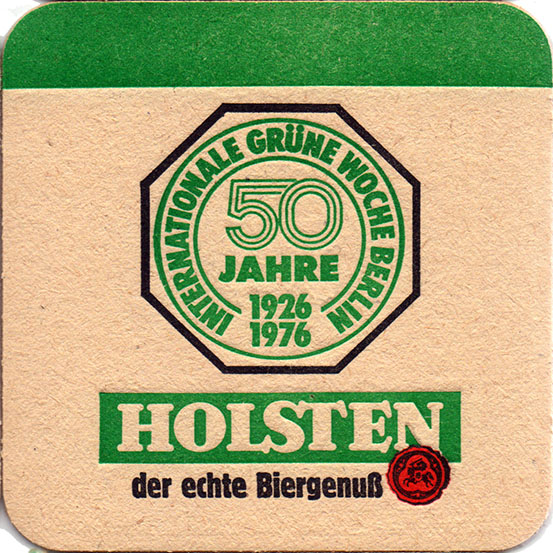 INTERNATIONALE GRÜNE WOCHE BERLIN
50
JAHRE
1926
1976
HOLSTEN
der echte Biergenuß